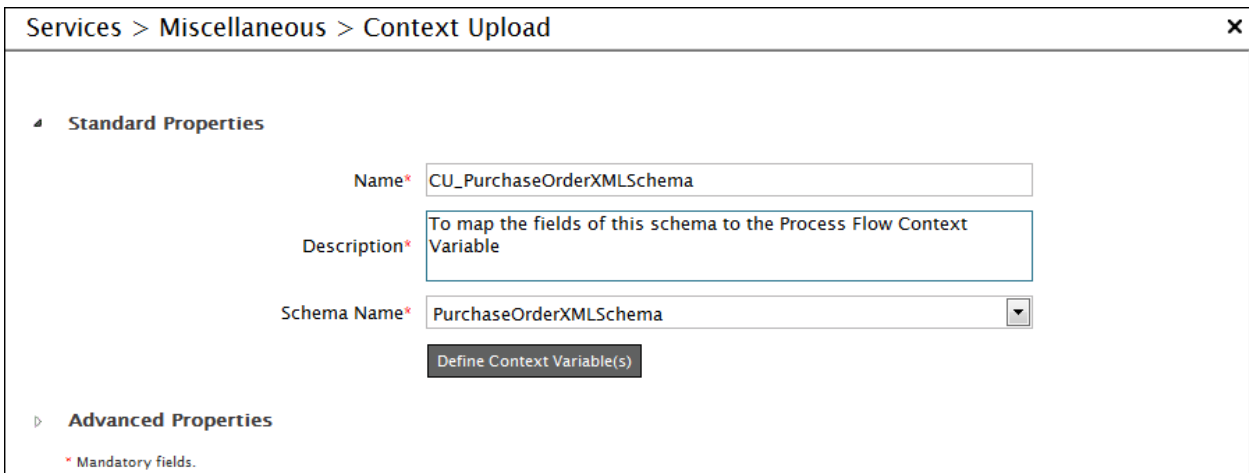 Services > Miscellaneous > Context Upload
Standard Properties
Name* CU_PurchaseOrderXMLSchema
To map the fields of this schema to the Process Flow Context
Description* Variable
Schema Name* PurchaseOrderXMLSchema
Define Context Variable(s)
Advanced Properties
* Mandatory fields.